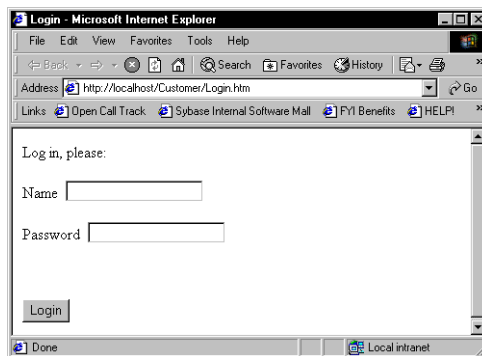 Login - Microsoft Internet Explorer
File Edit View Favorites Tools Help
Back Search Favorites History »
Address http://localhost/Customer/Login.htm Go
Links Open Call Track Sybase Internal Software Mall FYI Benefits HELP! »
Log in, please:
Name
Password
Login
Done Local intranet